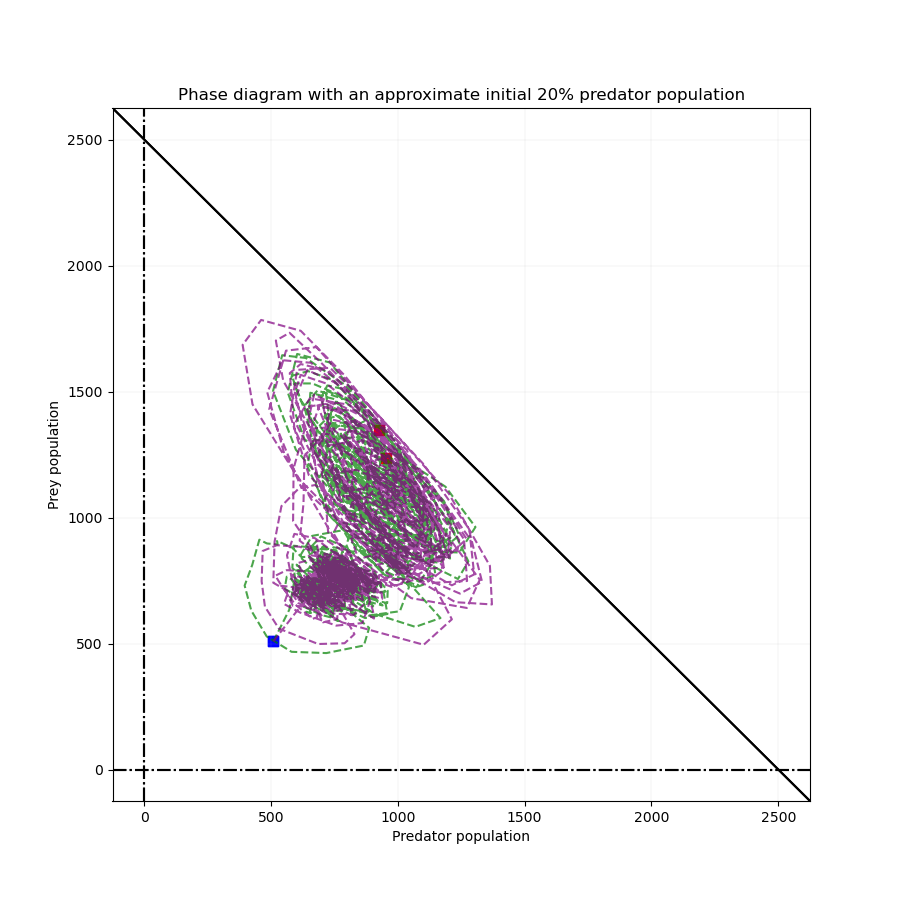 Phase diagram with an approximate initial 20% predator population
2500
2000
1500
1000
500
0
Prey population
0 500 1000 1500 2000 2500
Predator population